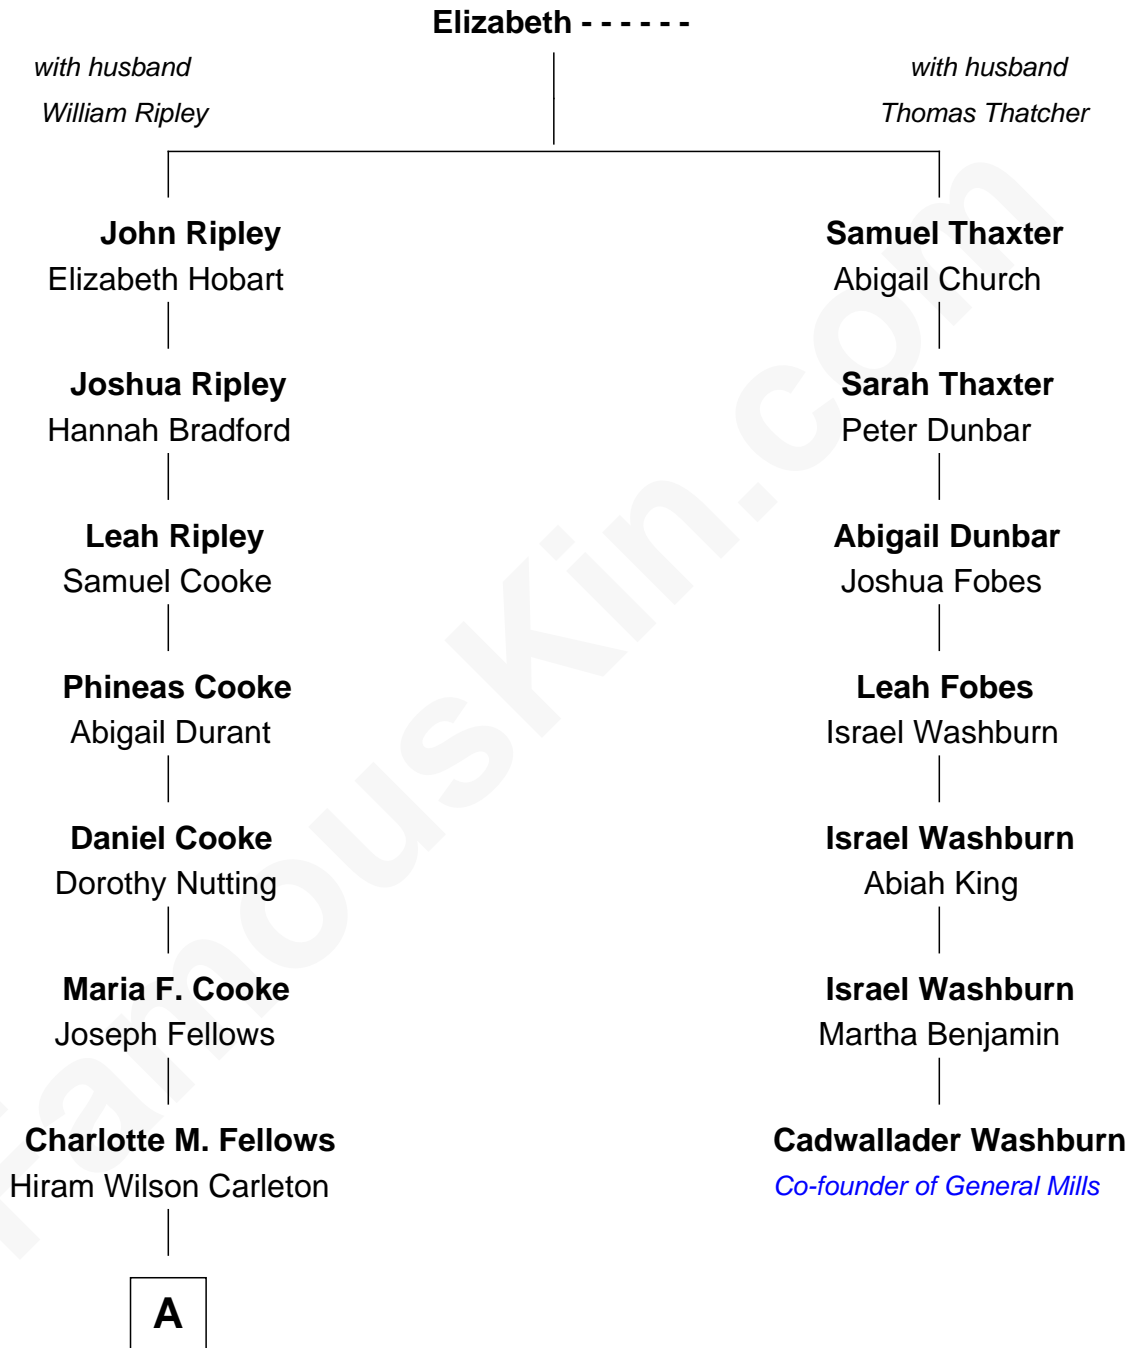 Elizabeth - - - - - -
with husband
William Ripley
with husband
Thomas Thatcher
John Ripley
Elizabeth Hobart
Samuel Thaxter
Abigail Church
Joshua Ripley
Hannah Bradford
Sarah Thaxter
Peter Dunbar
Leah Ripley
Samuel Cooke
Abigail Dunbar
Joshua Fobes
Phineas Cooke
Abigail Durant
Leah Fobes
Israel Washburn
Daniel Cooke
Dorothy Nutting
Israel Washburn
Abiah King
Maria F. Cooke
Joseph Fellows
Israel Washburn
Martha Benjamin
Charlotte M. Fellows
Hiram Wilson Carleton
Cadwallader Washburn
Co-founder of General Mills
A
FamousKin.com